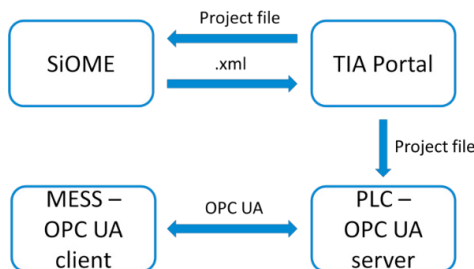 Project file
SiOME
.xml
TIA Portal
Project file
MESS –
OPC UA
client
OPC UA
PLC –
OPC UA
server